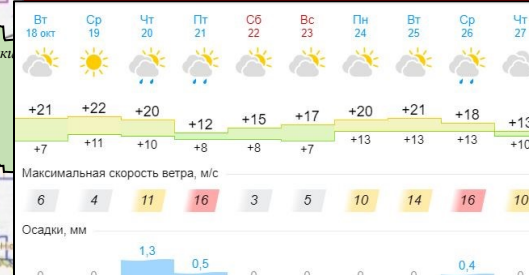 Вт Ср Чт Пт Сб Вс Пн Вт Ср Чт
18 окт 19 20 21 22 23 24 25 26 27
+21 +22 +20 +12 +15 +17 +20 +21 +18 +13
+7 +11 +10 +8 +8 +7 +13 +13 +13 +10
Максимальная скорость ветра, м/с
6 4 11 16 3 5 10 14 16 10
Осадки, мм
1,3 0,5 0,4